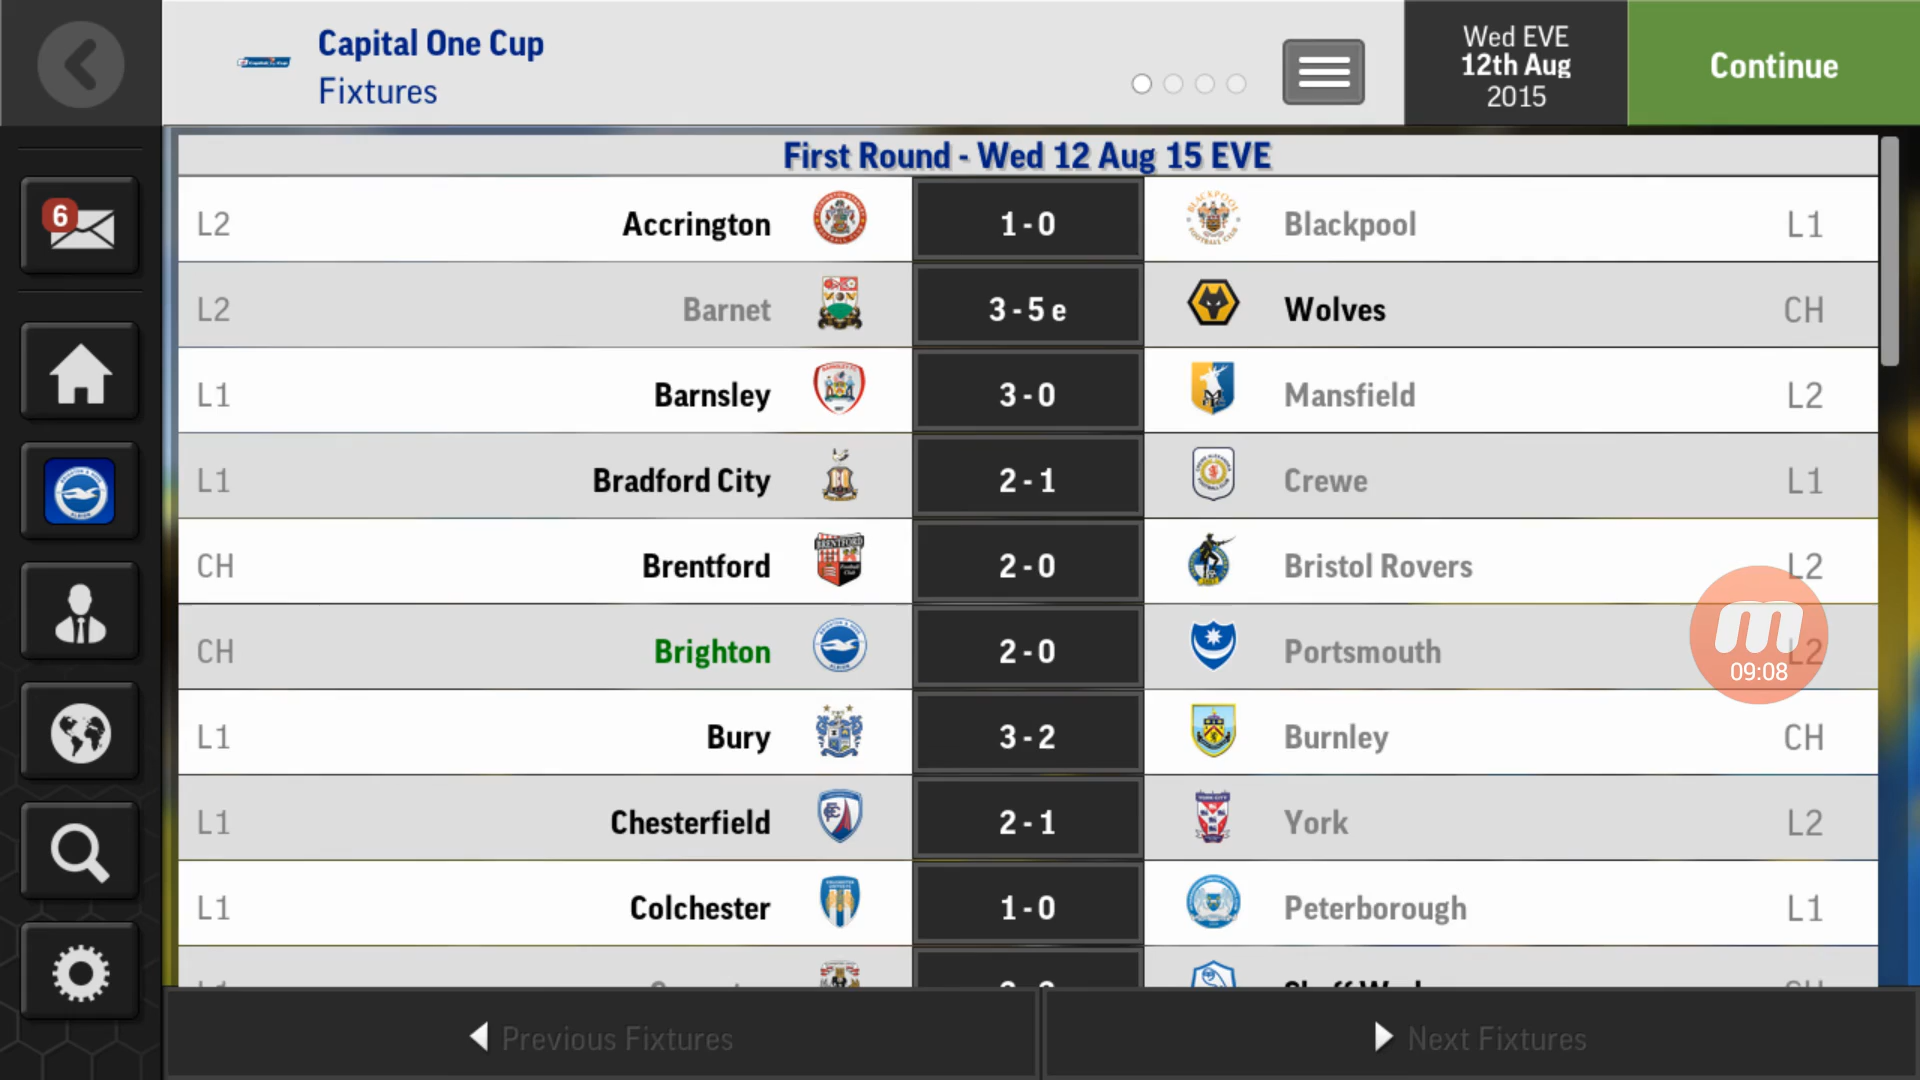 Capital One Cup
Fixtures
Wed EVE
12th Aug
2015
Continue
6
First Round - Wed 12 Aug 15 EVE
L2 Accrington 1 - 0 Blackpool L1
L2 Barnet 3 - 5 e Wolves CH
L1 Barnsley 3 - 0 Mansfield L2
L1 Bradford City 2 - 1 Crewe L1
CH Brentford 2 - 0 Bristol Rovers L2
CH Brighton 2 - 0 Portsmouth L2
09:08
L1 Bury 3 - 2 Burnley CH
L1 Chesterfield 2 - 1 York L2
L1 Colchester 1 - 0 Peterborough L1
Previous Fixtures
Next Fixtures